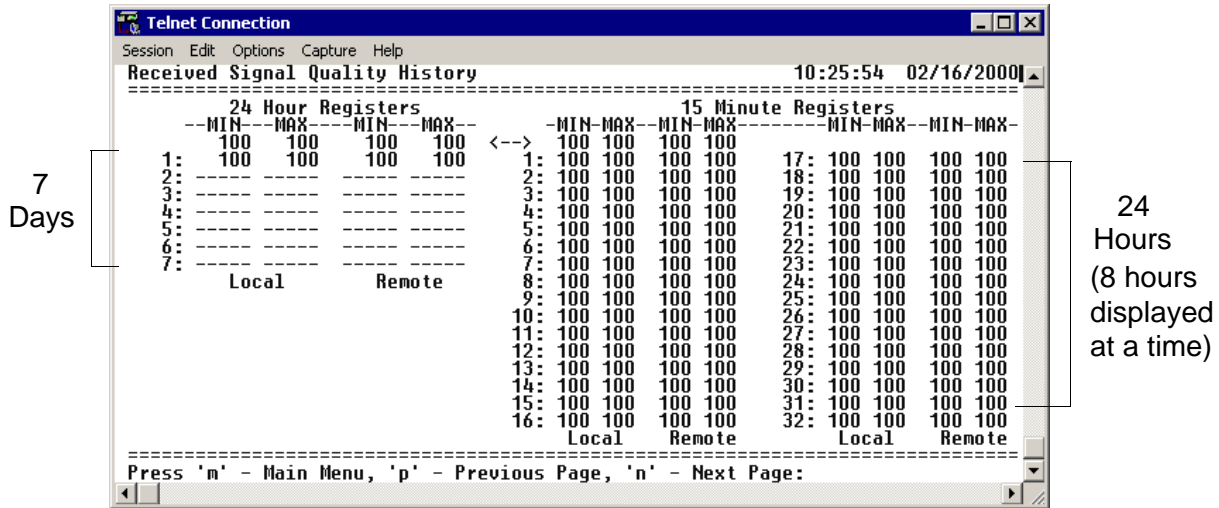 Telnet Connection
Session Edit Options Capture Help
Received Signal Quality History 10:25:54 02/16/2000
================================================================================
24 Hour Registers 15 Minute Registers
--MIN---MAX----MIN---MAX-- -MIN-MAX--MIN-MAX--------MIN-MAX--MIN-MAX-
100 100 100 100 <--> 100 100 100 100
1: 100 100 100 100 1: 100 100 100 100 17: 100 100 100 100
2: ----- ----- ----- ----- 2: 100 100 100 100 18: 100 100 100 100
3: ----- ----- ----- ----- 3: 100 100 100 100 19: 100 100 100 100
4: ----- ----- ----- ----- 4: 100 100 100 100 20: 100 100 100 100
5: ----- ----- ----- ----- 5: 100 100 100 100 21: 100 100 100 100
6: ----- ----- ----- ----- 6: 100 100 100 100 22: 100 100 100 100
7: ----- ----- ----- ----- 7: 100 100 100 100 23: 100 100 100 100
Local Remote 8: 100 100 100 100 24: 100 100 100 100
9: 100 100 100 100 25: 100 100 100 100
10: 100 100 100 100 26: 100 100 100 100
11: 100 100 100 100 27: 100 100 100 100
12: 100 100 100 100 28: 100 100 100 100
13: 100 100 100 100 29: 100 100 100 100
14: 100 100 100 100 30: 100 100 100 100
15: 100 100 100 100 31: 100 100 100 100
16: 100 100 100 100 32: 100 100 100 100
Local Remote Local Remote
================================================================================
Press 'm' - Main Menu, 'p' - Previous Page, 'n' - Next Page:
7
Days
24
Hours
(8 hours
displayed
at a time)